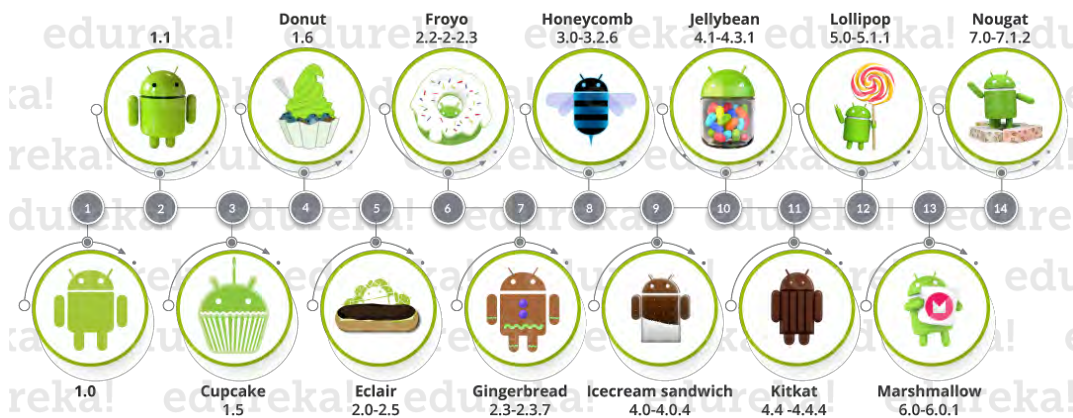 Donut
Froyo
Honeycomb
Jellybean
Lollipop
Nougat
1.1
1.6
2.2-2-2.3
3.0-3.2.6
4.1-4.3.1
5.0-5.1.1
7.0-7.1.2
1
2
3
4
5
6
7
8
9
10
11
12
13
14
1.0
Cupcake
Eclair
Gingerbread
Icecream sandwich
Kitkat
Marshmallow
1.5
2.0-2.5
2.3-2.3.7
4.0-4.0.4
4.4 -4.4.4
6.0-6.0.1
edureka!